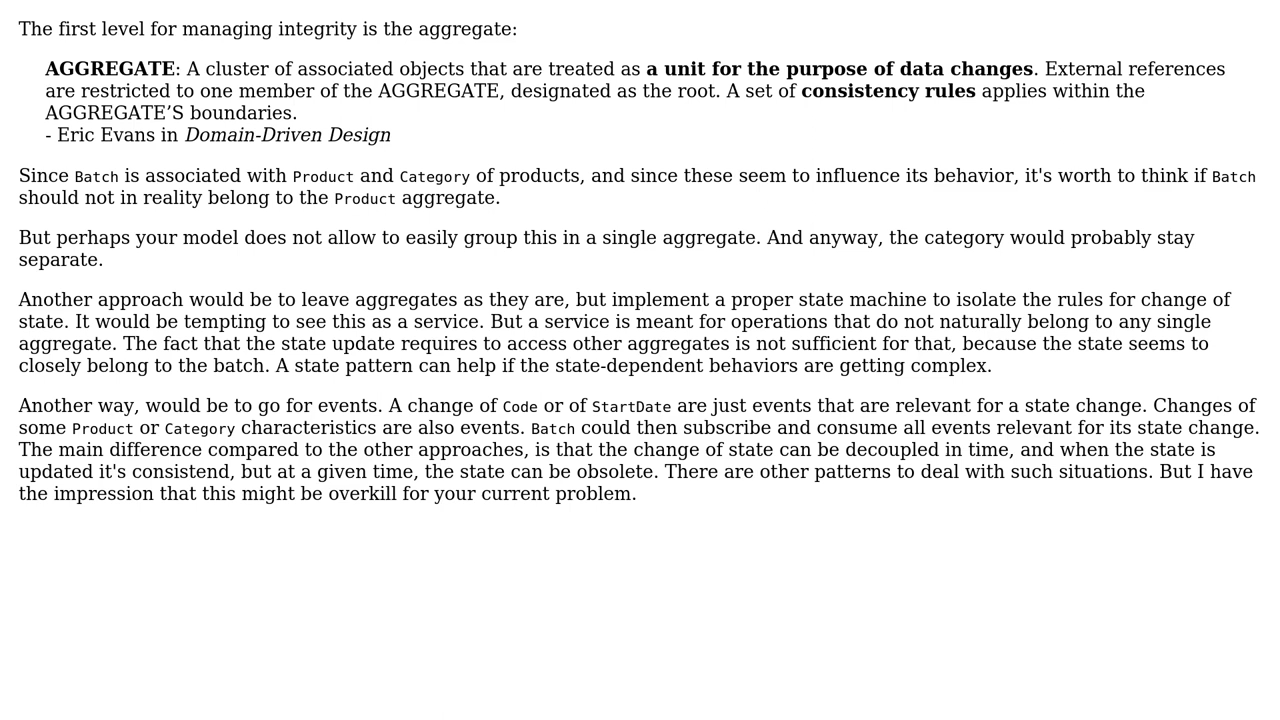 The first level for managing integrity is the aggregate:
AGGREGATE: A cluster of associated objects that are treated as a unit for the purpose of data changes. External references
are restricted to one member of the AGGREGATE, designated as the root. A set of consistency rules applies within the
AGGREGATE’S boundaries.
- Eric Evans in Domain-Driven Design
Since Batch is associated with Product and Category of products, and since these seem to influence its behavior, it's worth to think if Batch
should not in reality belong to the Product aggregate.
But perhaps your model does not allow to easily group this in a single aggregate. And anyway, the category would probably stay
separate.
Another approach would be to leave aggregates as they are, but implement a proper state machine to isolate the rules for change of
state. It would be tempting to see this as a service. But a service is meant for operations that do not naturally belong to any single
aggregate. The fact that the state update requires to access other aggregates is not sufficient for that, because the state seems to
closely belong to the batch. A state pattern can help if the state-dependent behaviors are getting complex.
Another way, would be to go for events. A change of Code or of StartDate are just events that are relevant for a state change. Changes of
some Product or Category characteristics are also events. Batch could then subscribe and consume all events relevant for its state change.
The main difference compared to the other approaches, is that the change of state can be decoupled in time, and when the state is
updated it's consistend, but at a given time, the state can be obsolete. There are other patterns to deal with such situations. But I have
the impression that this might be overkill for your current problem.